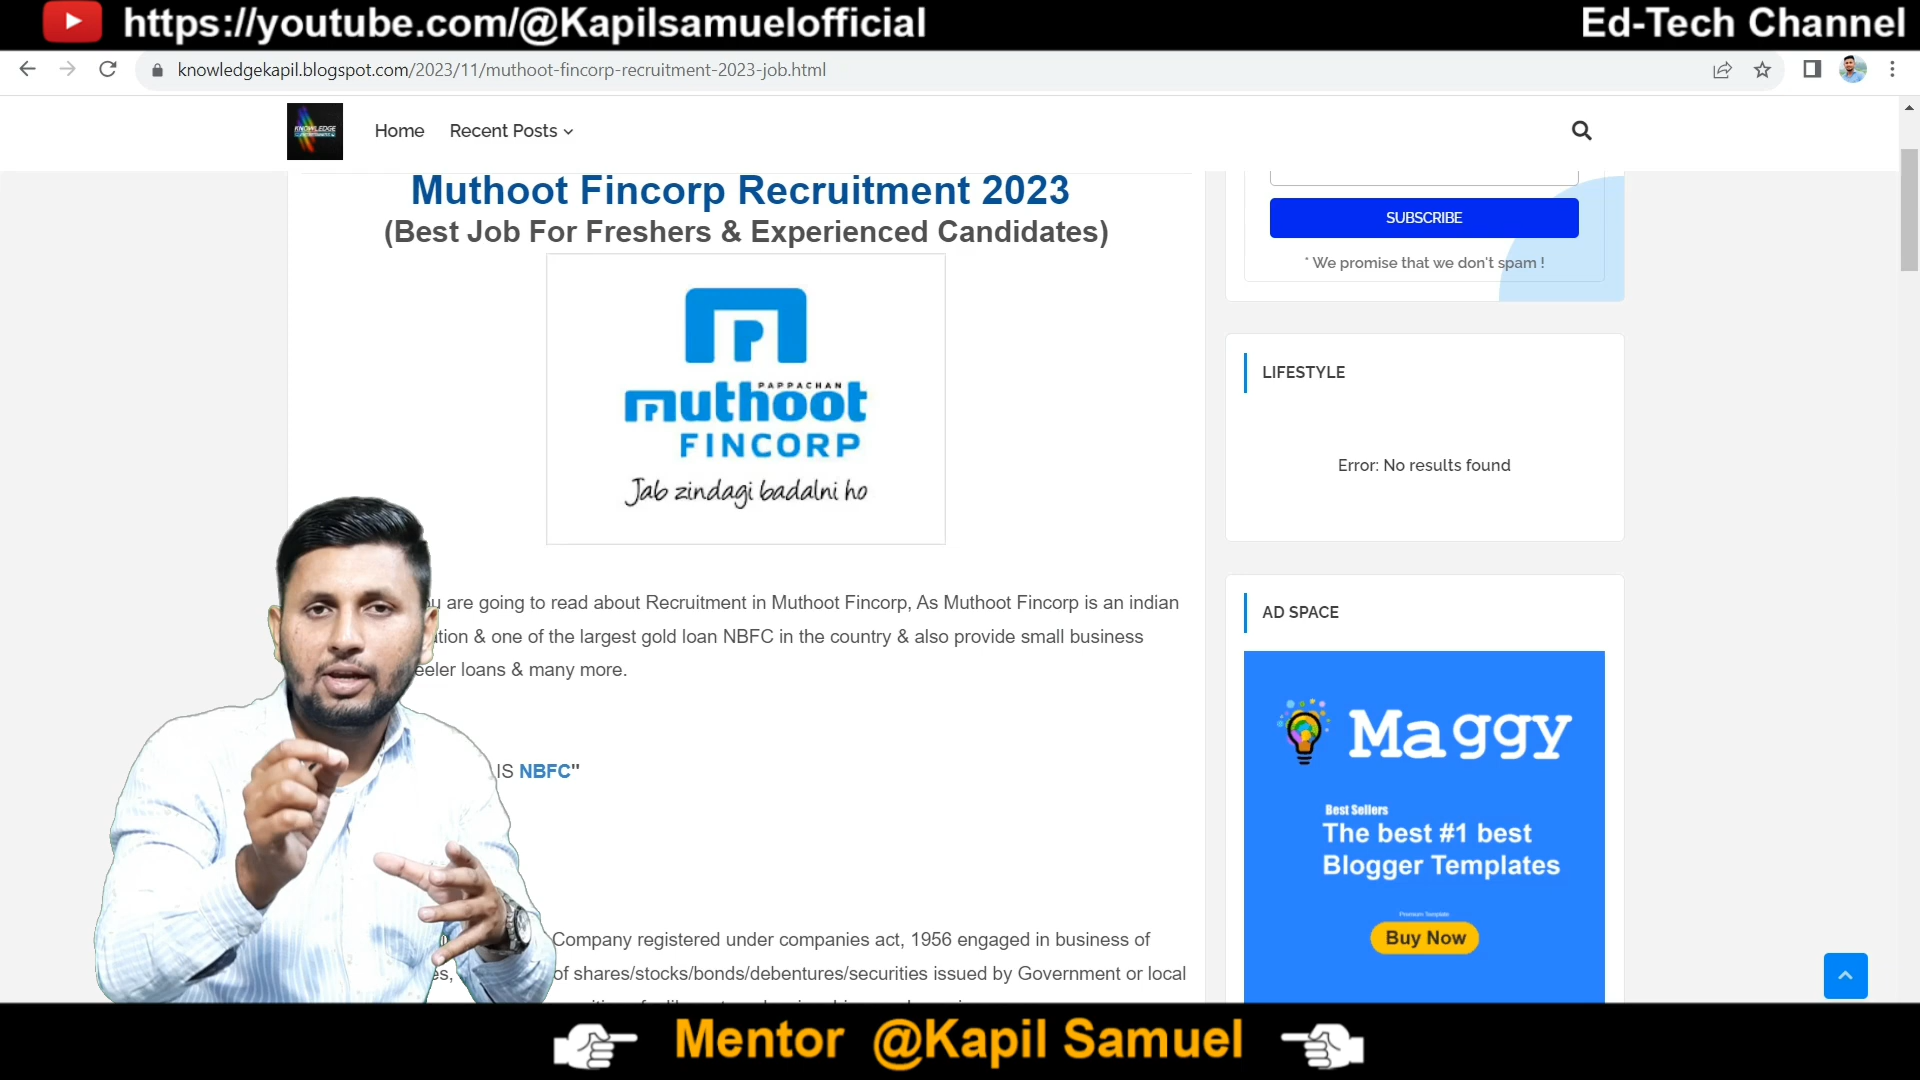 https://youtube.com/@Kapilsamuelofficial
Ed-Tech Channel
knowledgekapil.blogspot.com/2023/11/muthoot-fincorp-recruitment-2023-job.html
KNOWLEDGE
Home
Recent Posts
Muthoot Fincorp Recruitment 2023
(Best Job For Freshers & Experienced Candidates)
PAPPACHAN
muthoot
FINCORP
Jab zindagi badalni ho
are going to read about Recruitment in Muthoot Fincorp, As Muthoot Fincorp is an indian
& one of the largest gold loan NBFC in the country & also provide small business
loans & many more.
IS NBFC"
Company registered under companies act, 1956 engaged in business of
of shares/stocks/bonds/debentures/securities issued by Government or local
SUBSCRIBE
* We promise that we don't spam !
LIFESTYLE
Error: No results found
AD SPACE
Maggy
Best Sellers
The best #1 best
Blogger Templates
Premium Template
Buy Now
Mentor @Kapil Samuel